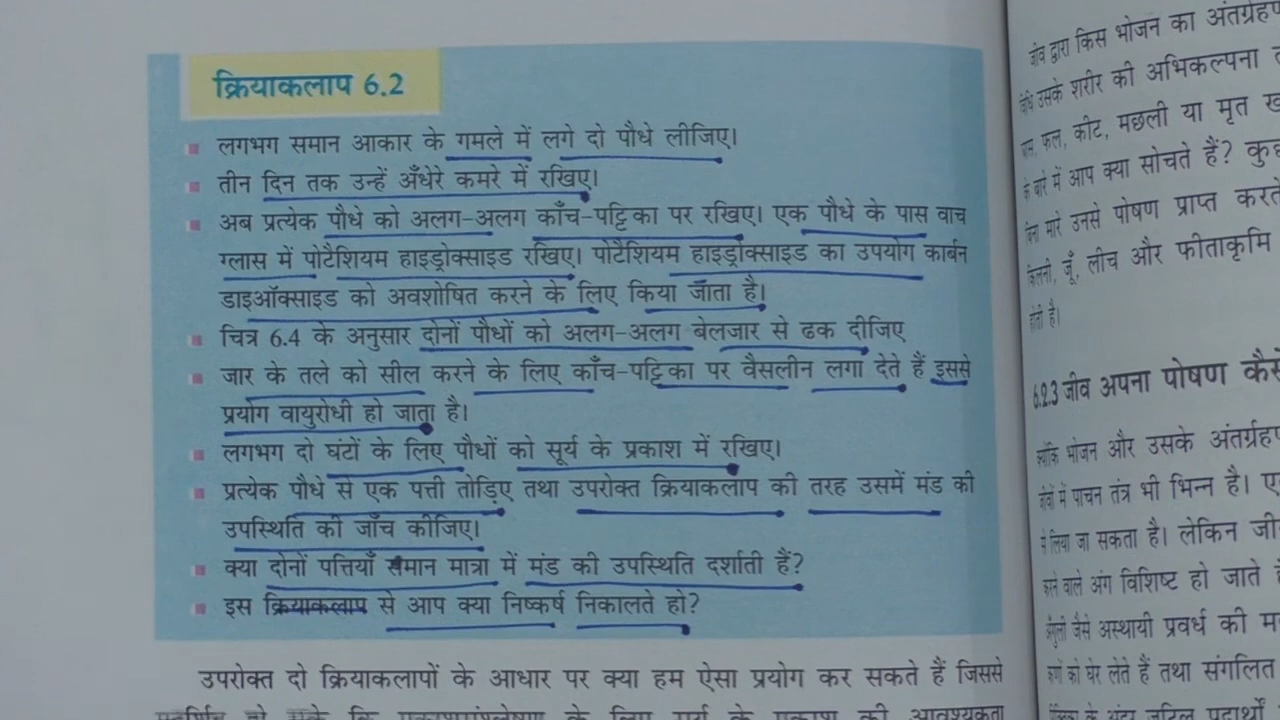 क्रियाकलाप 6.2
लगभग समान आकार के गमले में लगे दो पौधे लीजिए।
तीन दिन तक उन्हें अँधेरे कमरे में रखिए।
अब प्रत्येक पौधे को अलग-अलग काँच-पट्टिका पर रखिए। एक पौधे के पास वाच
ग्लास में पोटैशियम हाइड्रोक्साइड रखिए। पोटैशियम हाइड्रोक्साइड का उपयोग कार्बन
डाइऑक्साइड को अवशोषित करने के लिए किया जाता है।
चित्र 6.4 के अनुसार दोनों पौधों को अलग-अलग बेलजार से ढक दीजिए
जार के तले को सील करने के लिए काँच-पट्टिका पर वैसलीन लगा देते हैं इससे
प्रयोग वायुरोधी हो जाता है।
लगभग दो घंटों के लिए पौधों को सूर्य के प्रकाश में रखिए।
प्रत्येक पौधे से एक पत्ती तोड़िए तथा उपरोक्त क्रियाकलाप की तरह उसमें मंड की
उपस्थिति की जाँच कीजिए।
क्या दोनों पत्तियाँ समान मात्रा में मंड की उपस्थिति दर्शाती हैं?
इस क्रियाकलाप से आप क्या निष्कर्ष निकालते हो?
उपरोक्त दो क्रियाकलापों के आधार पर क्या हम ऐसा प्रयोग कर सकते हैं जिससे
जीव द्वारा किस भोजन का अंतग्रहण
उसके शरीर की अभिकल्पना
फल, कीट, मछली या मृत
के बारे में आप क्या सोचते हैं?
बिना मारे उनसे पोषण प्राप्त करते
जूँ, लीच और फीताकृमि
होती है।
6.2.3 जीव अपना पोषण कैसे
क्योंकि भोजन और उसके
जीवों में पाचन तंत्र भी भिन्न है।
लिया जा सकता है। लेकिन
करने वाले अंग विशिष्ट हो जाते
जैसे अस्थायी प्रवर्ध की
को घेर लेते हैं तथा संगलित